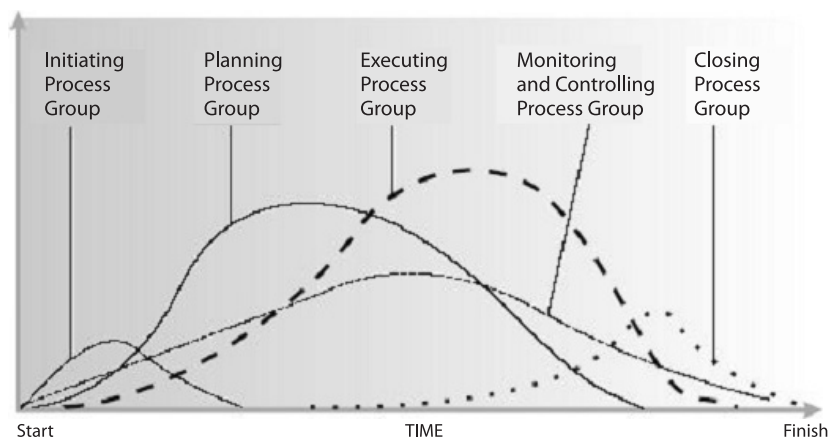 Initiating
Process
Group
Planning
Process
Group
Executing
Process
Group
Monitoring
and Controlling
Process Group
Closing
Process
Group
Start
TIME
Finish